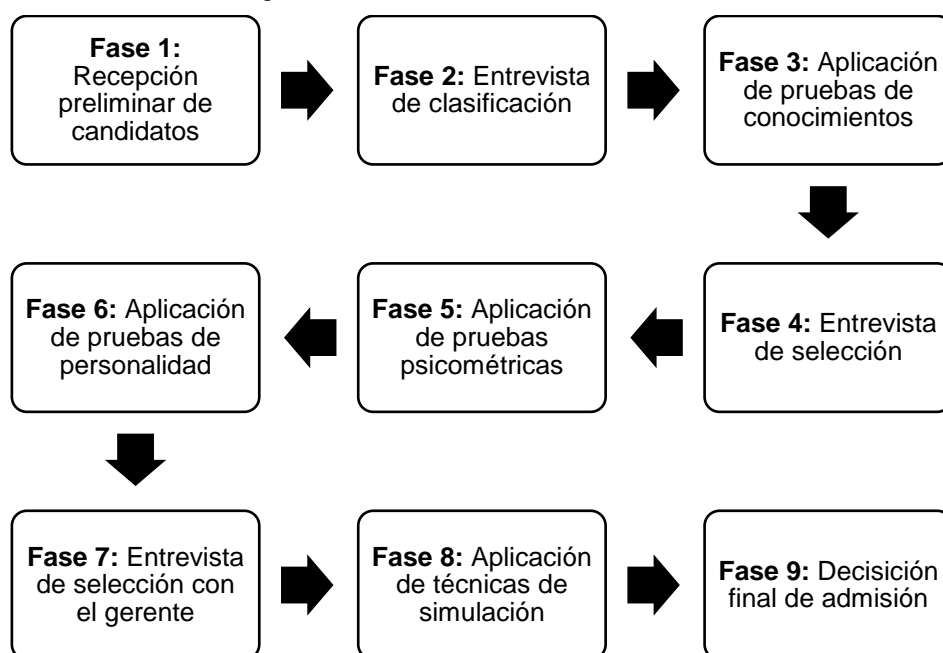 Fase 1:
Recepción
preliminar de
candidatos
Fase 2: Entrevista
de clasificación
Fase 3: Aplicación
de pruebas de
conocimientos
Fase 4: Entrevista
de selección
Fase 5: Aplicación
de pruebas
psicométricas
Fase 6: Aplicación
de pruebas de
personalidad
Fase 7: Entrevista
de selección con
el gerente
Fase 8: Aplicación
de técnicas de
simulación
Fase 9: Decisición
final de admisión